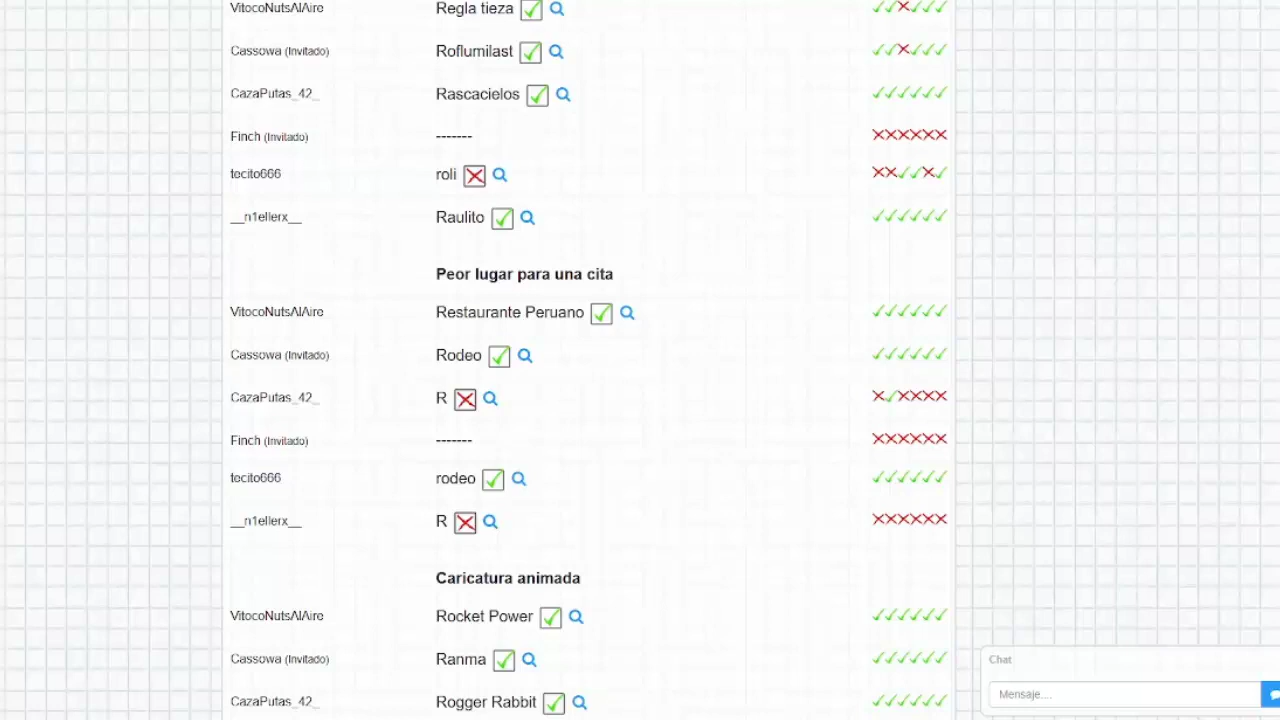 VitocoNutsAlAire Regla tieza
Cassowa (Invitado) Roflumilast
CazaPutas_42_ Rascacielos
Finch (Invitado) -------
tecito666 roli
__n1ellerx__ Raulito
Peor lugar para una cita
VitocoNutsAlAire Restaurante Peruano
Cassowa (Invitado) Rodeo
CazaPutas_42_ R
Finch (Invitado) -------
tecito666 rodeo
__n1ellerx__ R
Caricatura animada
VitocoNutsAlAire Rocket Power
Cassowa (Invitado) Ranma
CazaPutas_42_ Rogger Rabbit
Chat
Mensaje....